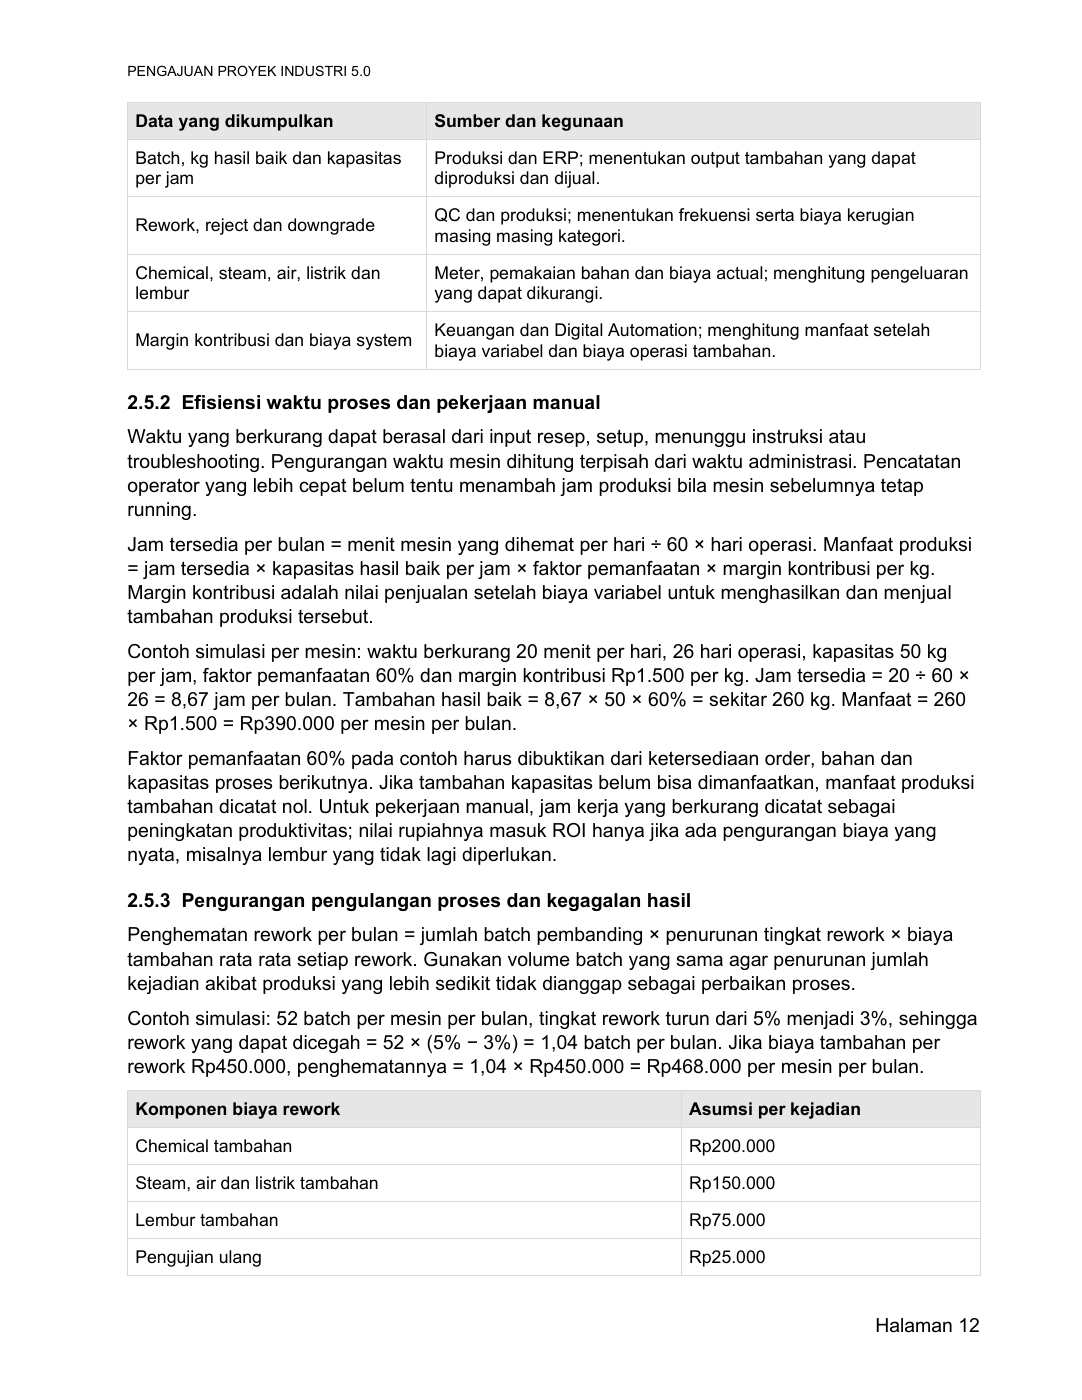 PENGAJUAN PROYEK INDUSTRI 5.0
Data yang dikumpulkan
Sumber dan kegunaan
Batch, kg hasil baik dan kapasitas
per jam
Produksi dan ERP; menentukan output tambahan yang dapat
diproduksi dan dijual.
Rework, reject dan downgrade
QC dan produksi; menentukan frekuensi serta biaya kerugian
masing masing kategori.
Chemical, steam, air, listrik dan
lembur
Meter, pemakaian bahan dan biaya actual; menghitung pengeluaran
yang dapat dikurangi.
Margin kontribusi dan biaya system
Keuangan dan Digital Automation; menghitung manfaat setelah
biaya variabel dan biaya operasi tambahan.
2.5.2 Efisiensi waktu proses dan pekerjaan manual
Waktu yang berkurang dapat berasal dari input resep, setup, menunggu instruksi atau
troubleshooting. Pengurangan waktu mesin dihitung terpisah dari waktu administrasi. Pencatatan
operator yang lebih cepat belum tentu menambah jam produksi bila mesin sebelumnya tetap
running.
Jam tersedia per bulan = menit mesin yang dihemat per hari ÷ 60 × hari operasi. Manfaat produksi
= jam tersedia × kapasitas hasil baik per jam × faktor pemanfaatan × margin kontribusi per kg.
Margin kontribusi adalah nilai penjualan setelah biaya variabel untuk menghasilkan dan menjual
tambahan produksi tersebut.
Contoh simulasi per mesin: waktu berkurang 20 menit per hari, 26 hari operasi, kapasitas 50 kg
per jam, faktor pemanfaatan 60% dan margin kontribusi Rp1.500 per kg. Jam tersedia = 20 ÷ 60 ×
26 = 8,67 jam per bulan. Tambahan hasil baik = 8,67 × 50 × 60% = sekitar 260 kg. Manfaat = 260
× Rp1.500 = Rp390.000 per mesin per bulan.
Faktor pemanfaatan 60% pada contoh harus dibuktikan dari ketersediaan order, bahan dan
kapasitas proses berikutnya. Jika tambahan kapasitas belum bisa dimanfaatkan, manfaat produksi
tambahan dicatat nol. Untuk pekerjaan manual, jam kerja yang berkurang dicatat sebagai
peningkatan produktivitas; nilai rupiahnya masuk ROI hanya jika ada pengurangan biaya yang
nyata, misalnya lembur yang tidak lagi diperlukan.
2.5.3 Pengurangan pengulangan proses dan kegagalan hasil
Penghematan rework per bulan = jumlah batch pembanding × penurunan tingkat rework × biaya
tambahan rata rata setiap rework. Gunakan volume batch yang sama agar penurunan jumlah
kejadian akibat produksi yang lebih sedikit tidak dianggap sebagai perbaikan proses.
Contoh simulasi: 52 batch per mesin per bulan, tingkat rework turun dari 5% menjadi 3%, sehingga
rework yang dapat dicegah = 52 × (5% − 3%) = 1,04 batch per bulan. Jika biaya tambahan per
rework Rp450.000, penghematannya = 1,04 × Rp450.000 = Rp468.000 per mesin per bulan.
Komponen biaya rework
Asumsi per kejadian
Chemical tambahan
Rp200.000
Steam, air dan listrik tambahan
Rp150.000
Lembur tambahan
Rp75.000
Pengujian ulang
Rp25.000
Halaman 12